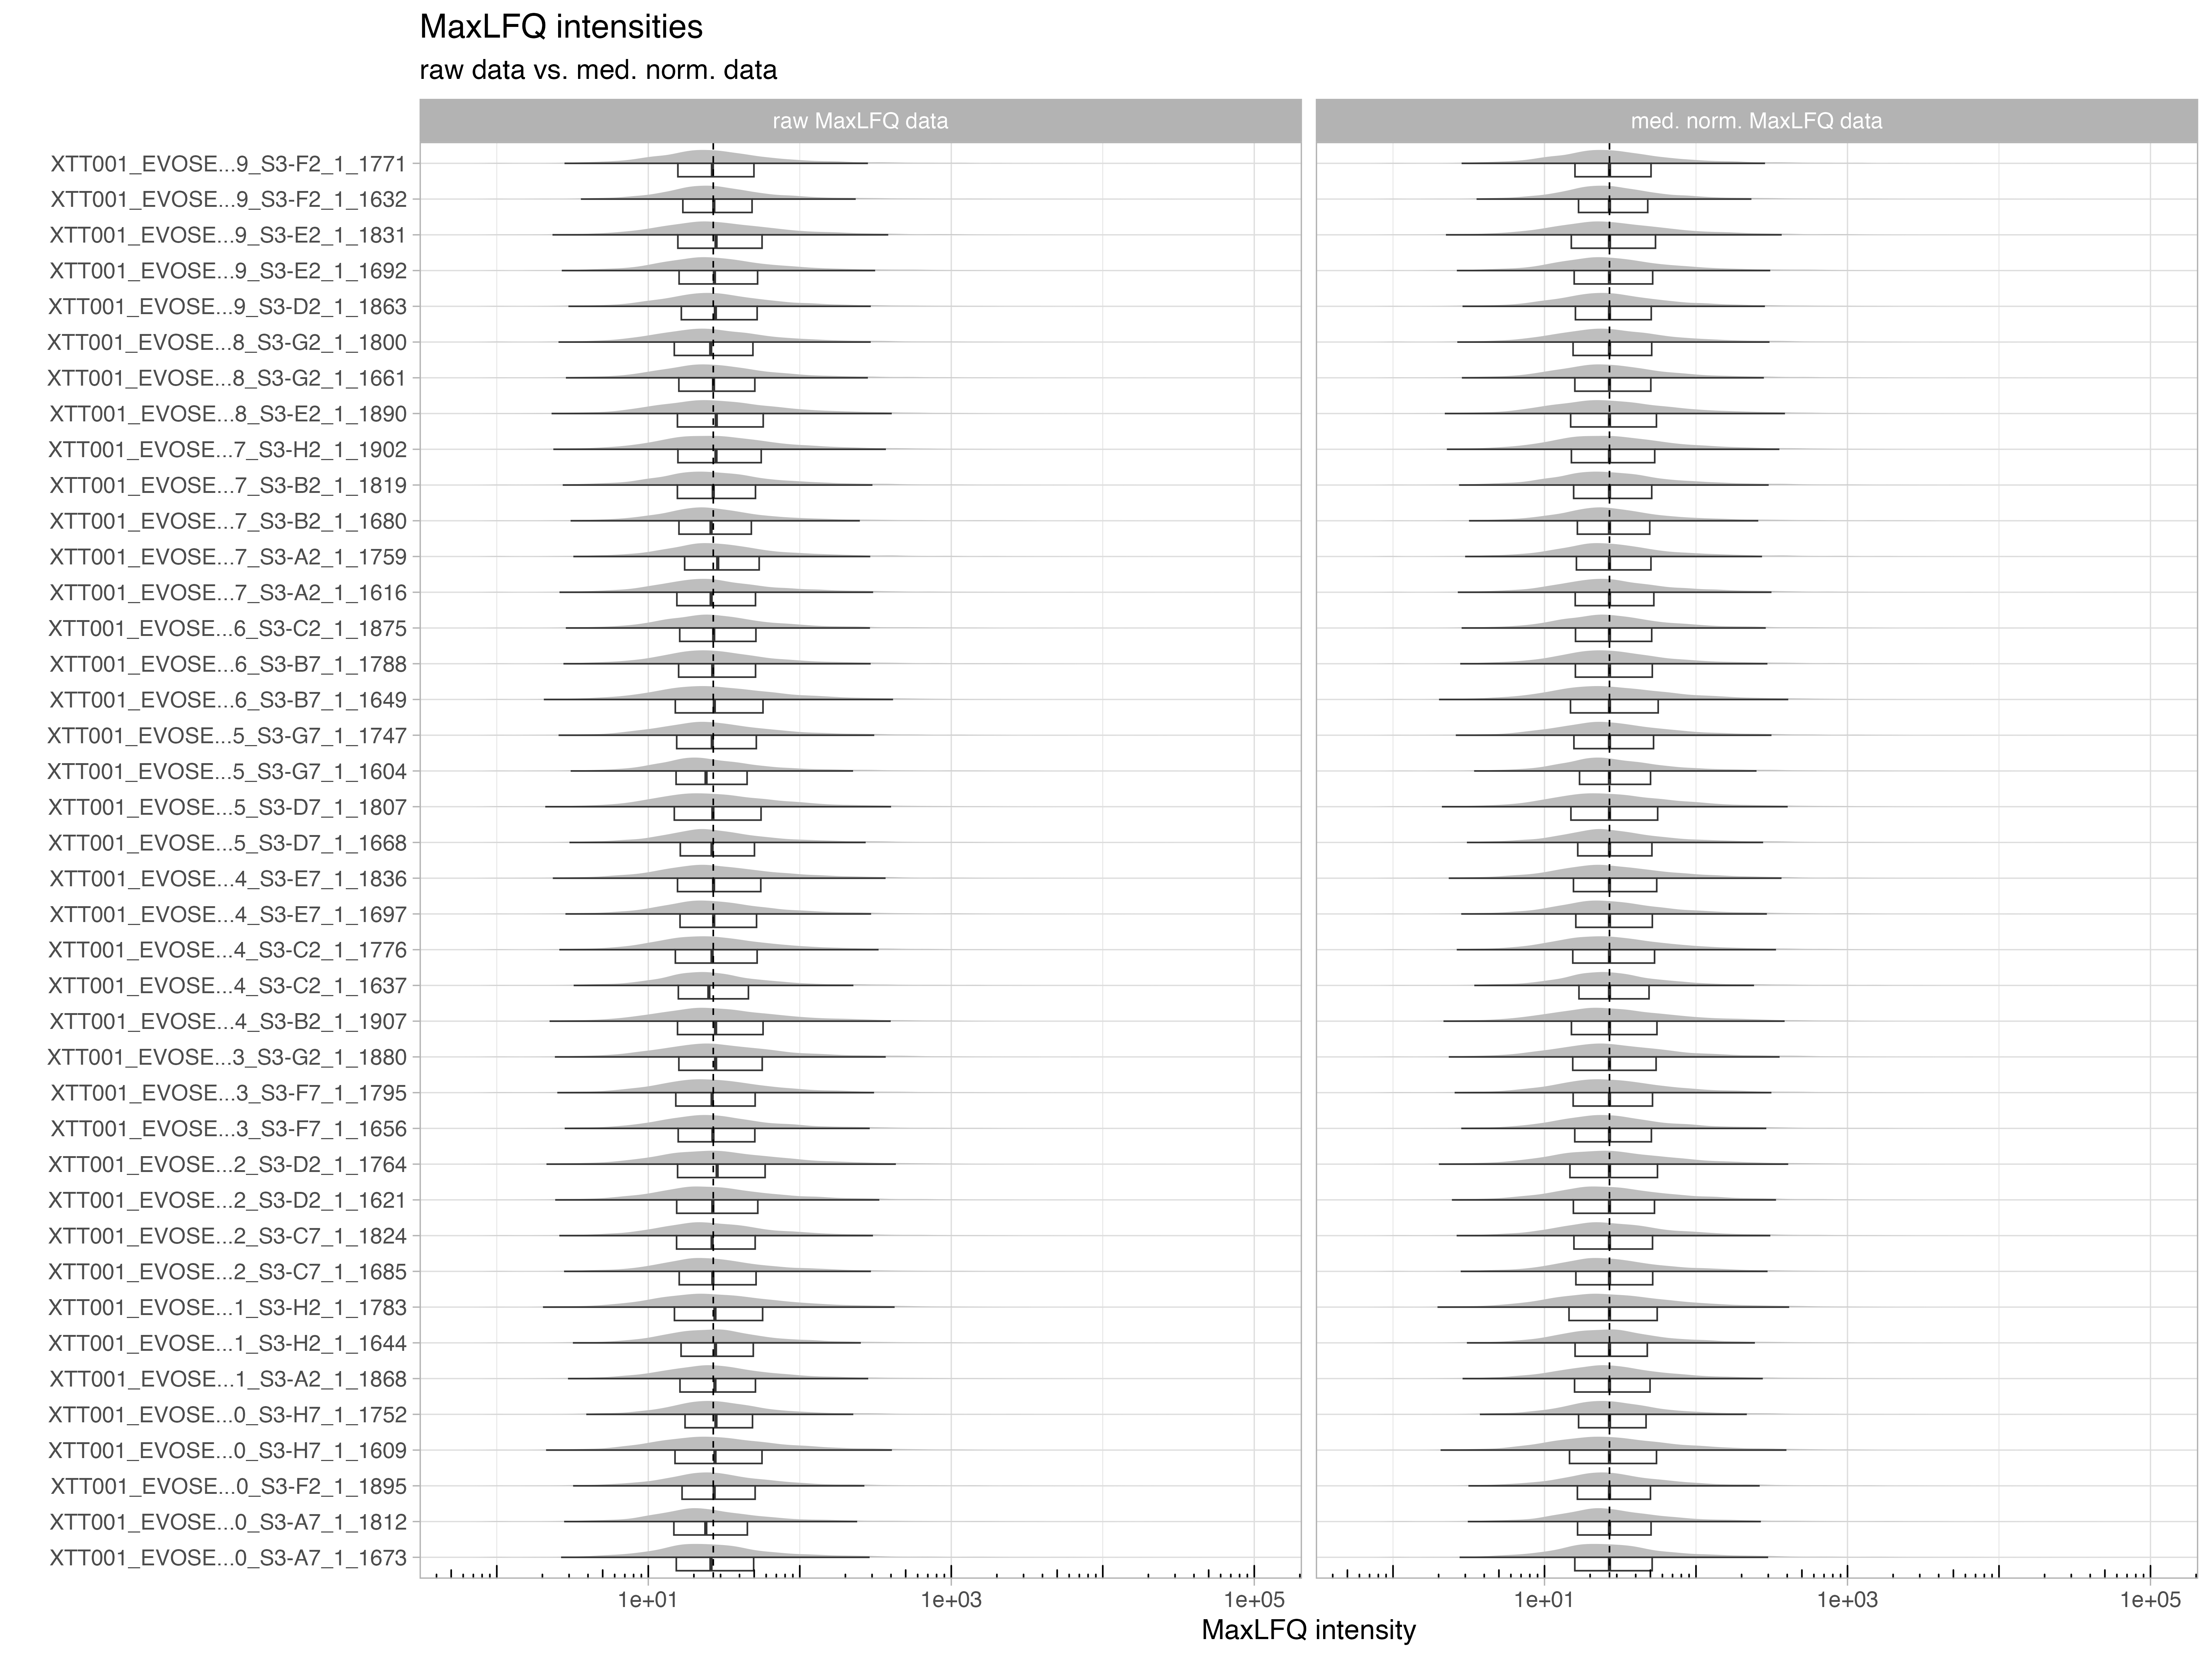 MaxLFQ intensities
raw data vs. med. norm. data
raw MaxLFQ data
med. norm. MaxLFQ data
XTT001_EVOSE...9_S3-F2_1_1771
XTT001_EVOSE...9_S3-F2_1_1632
XTT001_EVOSE...9_S3-E2_1_1831
XTT001_EVOSE...9_S3-E2_1_1692
XTT001_EVOSE...9_S3-D2_1_1863
XTT001_EVOSE...8_S3-G2_1_1800
XTT001_EVOSE...8_S3-G2_1_1661
XTT001_EVOSE...8_S3-E2_1_1890
XTT001_EVOSE...7_S3-H2_1_1902
XTT001_EVOSE...7_S3-B2_1_1819
XTT001_EVOSE...7_S3-B2_1_1680
XTT001_EVOSE...7_S3-A2_1_1759
XTT001_EVOSE...7_S3-A2_1_1616
XTT001_EVOSE...6_S3-C2_1_1875
XTT001_EVOSE...6_S3-B7_1_1788
XTT001_EVOSE...6_S3-B7_1_1649
XTT001_EVOSE...5_S3-G7_1_1747
XTT001_EVOSE...5_S3-G7_1_1604
XTT001_EVOSE...5_S3-D7_1_1807
XTT001_EVOSE...5_S3-D7_1_1668
XTT001_EVOSE...4_S3-E7_1_1836
XTT001_EVOSE...4_S3-E7_1_1697
XTT001_EVOSE...4_S3-C2_1_1776
XTT001_EVOSE...4_S3-C2_1_1637
XTT001_EVOSE...4_S3-B2_1_1907
XTT001_EVOSE...3_S3-G2_1_1880
XTT001_EVOSE...3_S3-F7_1_1795
XTT001_EVOSE...3_S3-F7_1_1656
XTT001_EVOSE...2_S3-D2_1_1764
XTT001_EVOSE...2_S3-D2_1_1621
XTT001_EVOSE...2_S3-C7_1_1824
XTT001_EVOSE...2_S3-C7_1_1685
XTT001_EVOSE...1_S3-H2_1_1783
XTT001_EVOSE...1_S3-H2_1_1644
XTT001_EVOSE...1_S3-A2_1_1868
XTT001_EVOSE...0_S3-H7_1_1752
XTT001_EVOSE...0_S3-H7_1_1609
XTT001_EVOSE...0_S3-F2_1_1895
XTT001_EVOSE...0_S3-A7_1_1812
XTT001_EVOSE...0_S3-A7_1_1673
1e+01 1e+03 1e+05 1e+01 1e+03 1e+05
MaxLFQ intensity